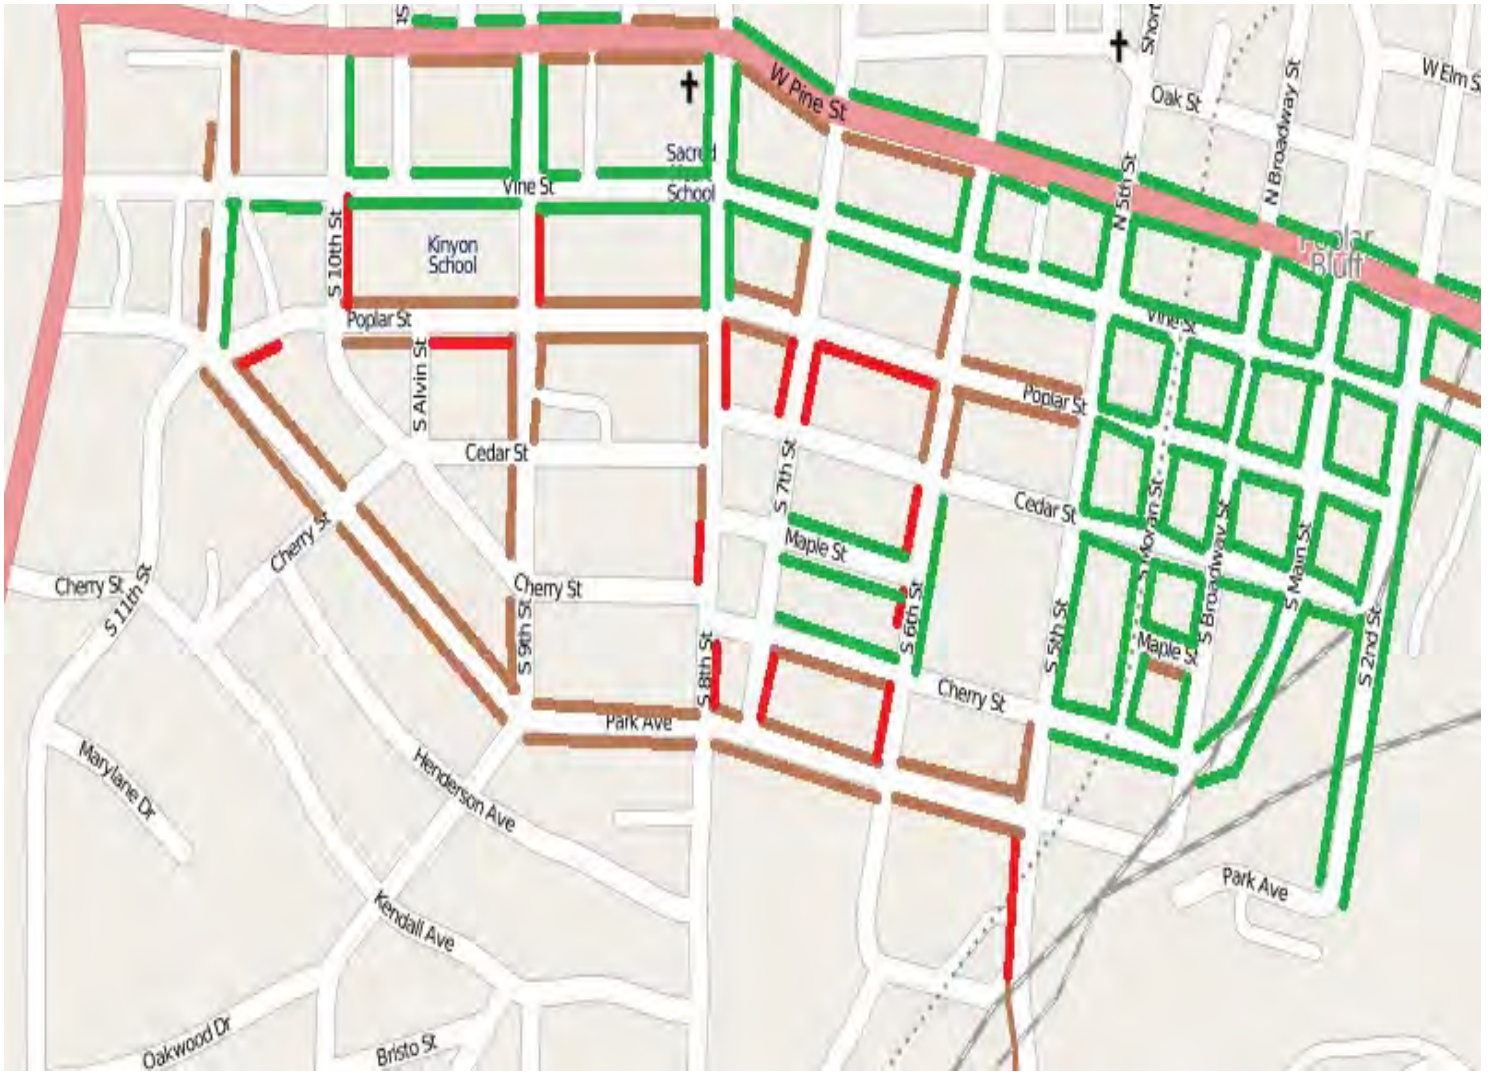 S
Short
W Elm S
W Pine St
Oak St
N Broadway St
Sacred
School
Vine St
N 5th St
S 10th St
Kinyon
School
Poplar
Bluff
Poplar St
Vine St
S Alvin St
Poplar St
Cedar St
S 7th St
Cedar St
Maple St
S Moran St
S Broadway St
S Main St
Cherry St
Cherry St
S 11th St
Cherry St
S 9th St
S 6th St
S 5th St
Maple S
S 2nd St
S 8th St
Cherry St
Park Ave
Marylane Dr
Henderson Ave
Park Ave
Kendall Ave
Oakwood Dr
Bristo St